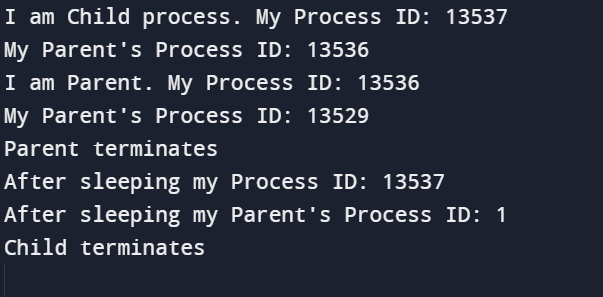 I am Child process. My Process ID: 13537
My Parent's Process ID: 13536
I am Parent. My Process ID: 13536
My Parent's Process ID: 13529
Parent terminates
After sleeping my Process ID: 13537
After sleeping my Parent's Process ID: 1
Child terminates